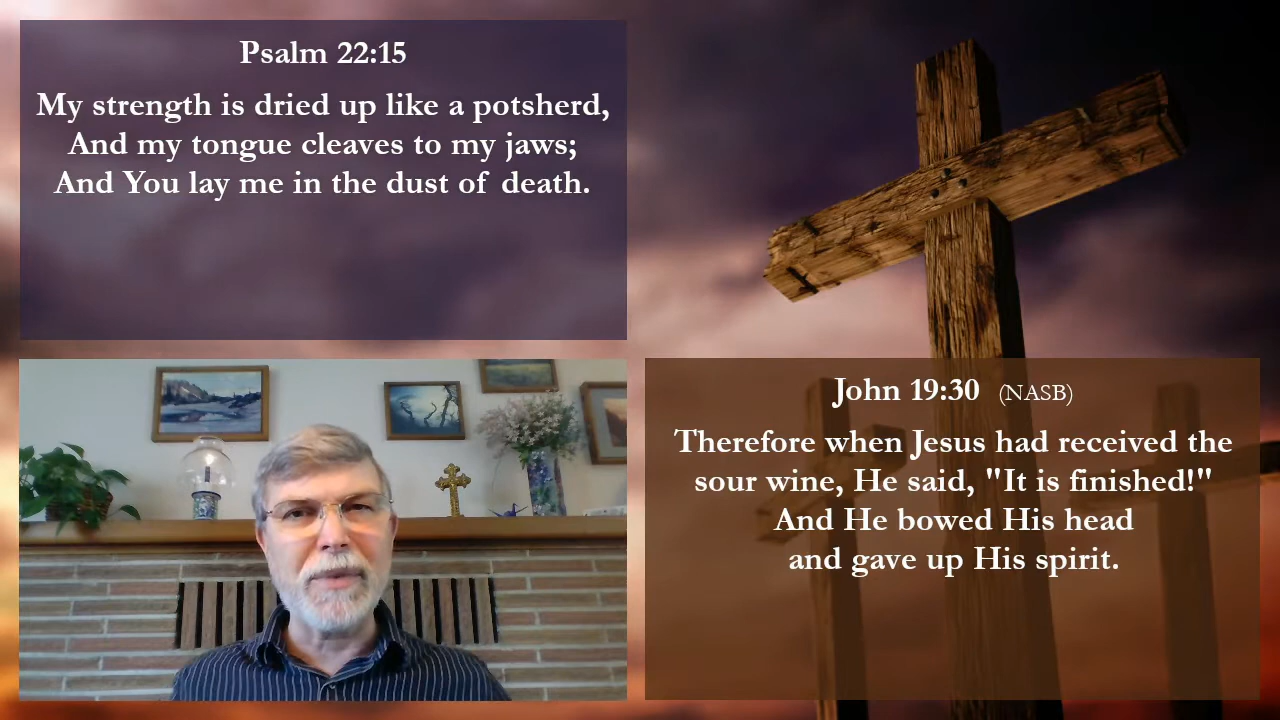 Psalm 22:15
My strength is dried up like a potsherd,
And my tongue cleaves to my jaws;
And You lay me in the dust of death.
John 19:30 (NASB)
Therefore when Jesus had received the
sour wine, He said, "It is finished!"
And He bowed His head
and gave up His spirit.